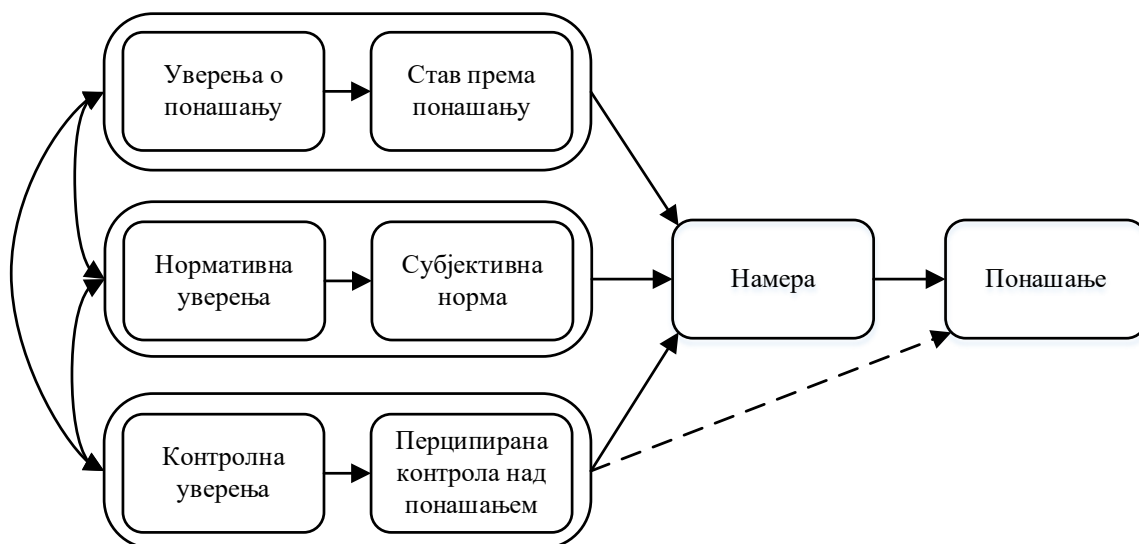 Уверења о
понашању
Став према
понашању
Нормативна
уверења
Субјективна
норма
Намера
Понашање
Контролна
уверења
Перципирана
контрола над
понашањем